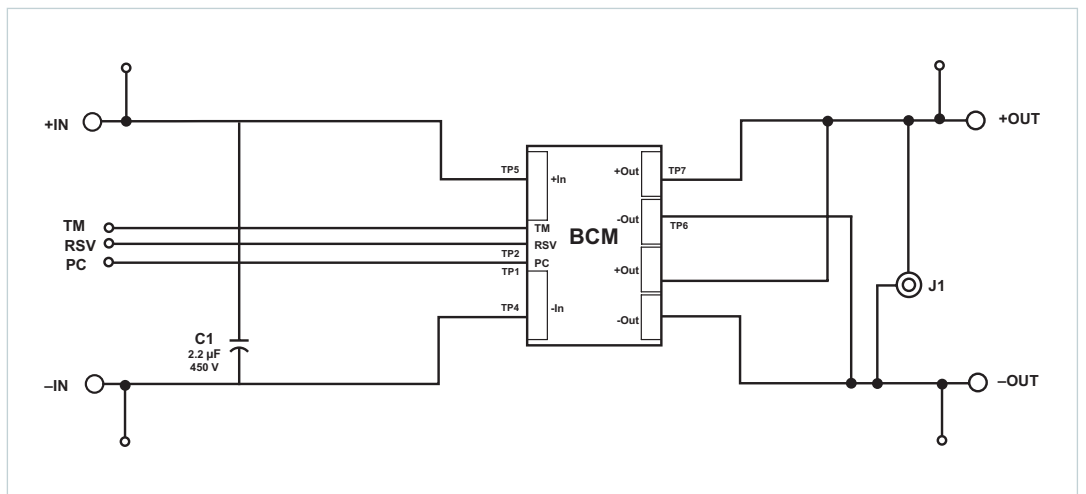 +IN
TM
RSV
PC
–IN
C1
2.2 µF
450 V
TP5
TP2
TP1
TP4
+In
TM
RSV
PC
-In
BCM
+Out
-Out
+Out
-Out
TP7
TP6
J1
+OUT
–OUT